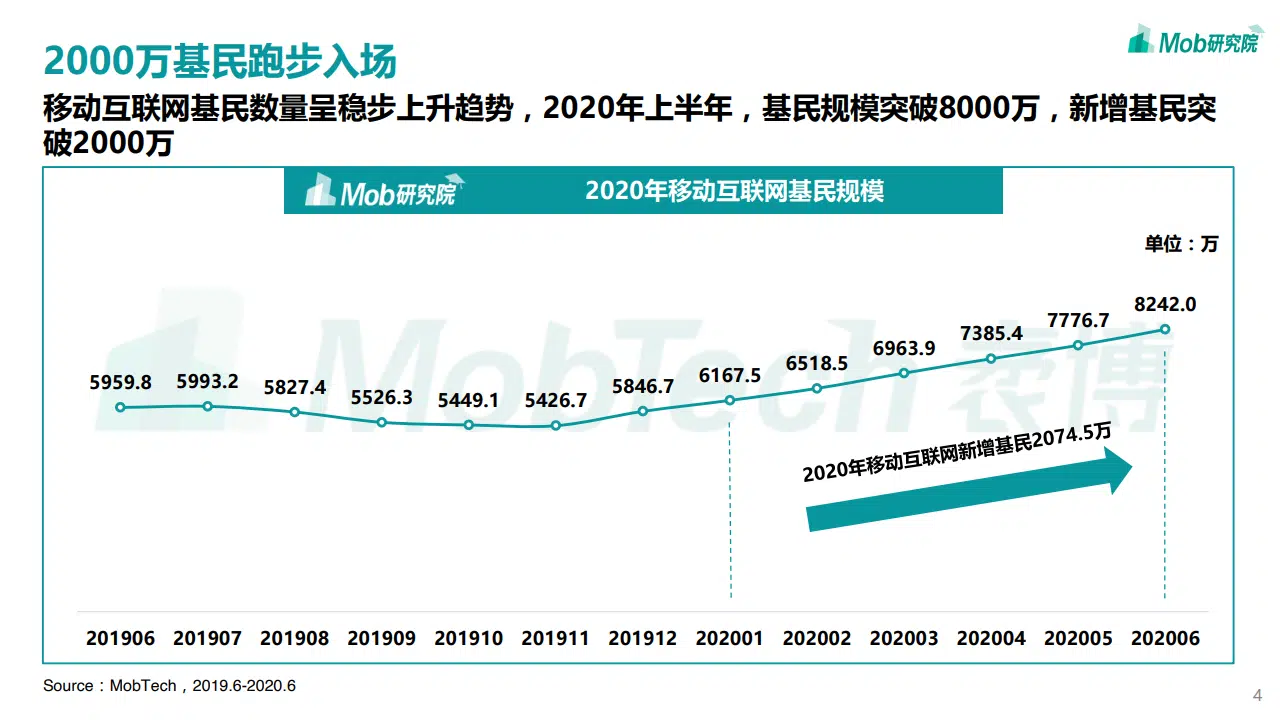 2000万基民跑步入场
Mob研究院
移动互联网基民数量呈稳步上升趋势，2020年上半年，基民规模突破8000万，新增基民突
破2000万
Mob研究院
2020年移动互联网基民规模
单位：万
MobTech 袤博
5959.8 5993.2 5827.4 5526.3 5449.1 5426.7 5846.7 6167.5 6518.5 6963.9 7385.4 7776.7 8242.0
2020年移动互联网新增基民2074.5万
201906 201907 201908 201909 201910 201911 201912 202001 202002 202003 202004 202005 202006
Source：MobTech，2019.6-2020.6
4